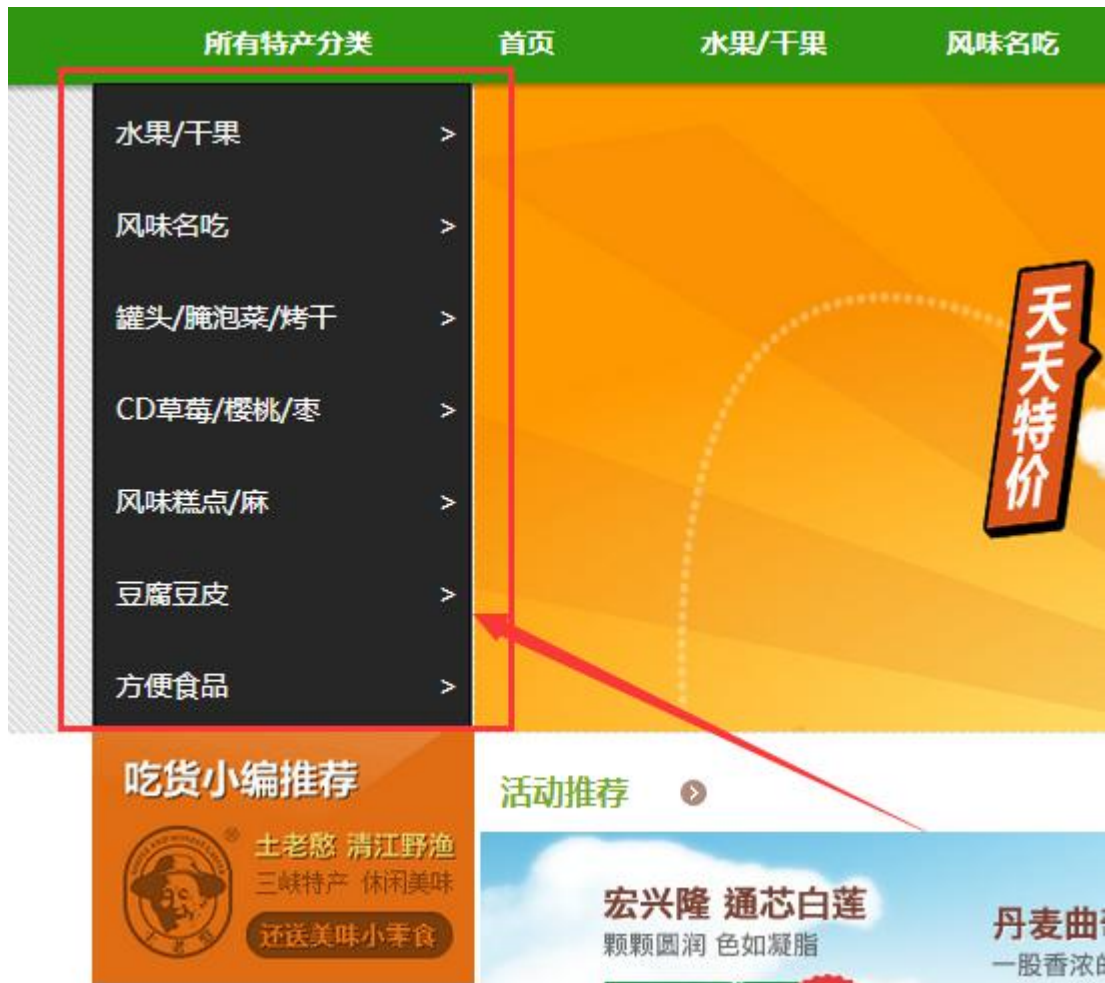 所有特产分类 首页 水果/干果 风味名吃
水果/干果 >
风味名吃 >
罐头/腌泡菜/烤干 >
CD草莓/樱桃/枣 >
风味糕点/麻 >
豆腐豆皮 >
方便食品 >
天天特价
吃货小编推荐
土老憨 清江野渔
三峡特产 休闲美味
还送美味小零食
活动推荐
宏兴隆 通芯白莲
颗颗圆润 色如凝脂
丹麦曲
一股香浓的